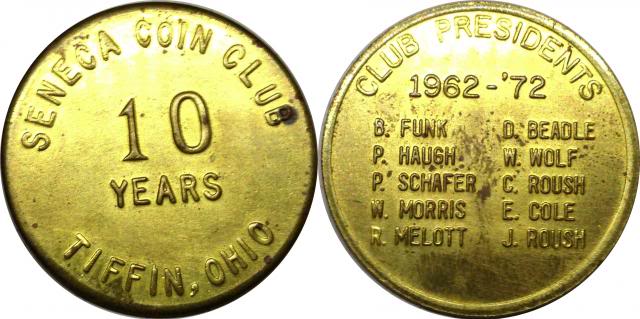 SENECA COIN CLUB
10
YEARS
TIFFIN, OHIO
CLUB PRESIDENTS
1962-'72
B. FUNK D. BEADLE
P. HAUGH W. WOLF
P. SCHAFER C. ROUSH
W. MORRIS E. COLE
R. MELOTT J. ROUSH